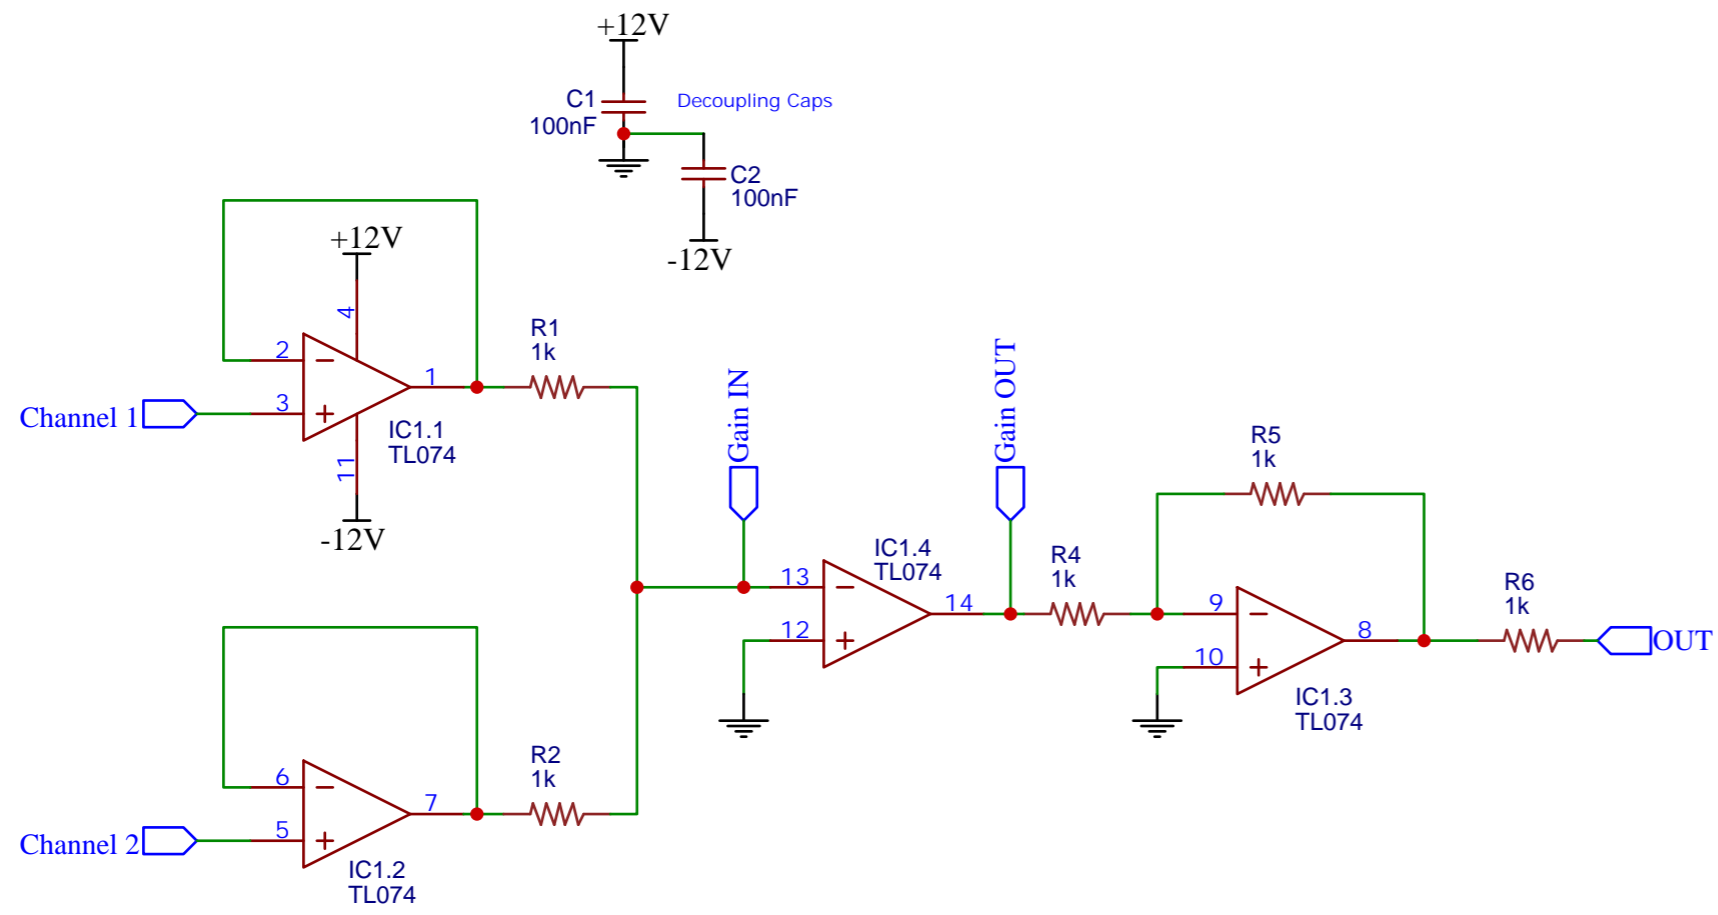 +12V
C1
100nF
Decoupling Caps
C2
100nF
-12V
+12V
4
2
3
1
11
Channel 1
IC1.1
TL074
-12V
R1
1k
Gain IN
Gain OUT
R5
1k
IC1.4
TL074
13
12
14
R4
1k
9
10
8
R6
1k
OUT
IC1.3
TL074
R2
1k
6
5
7
Channel 2
IC1.2
TL074